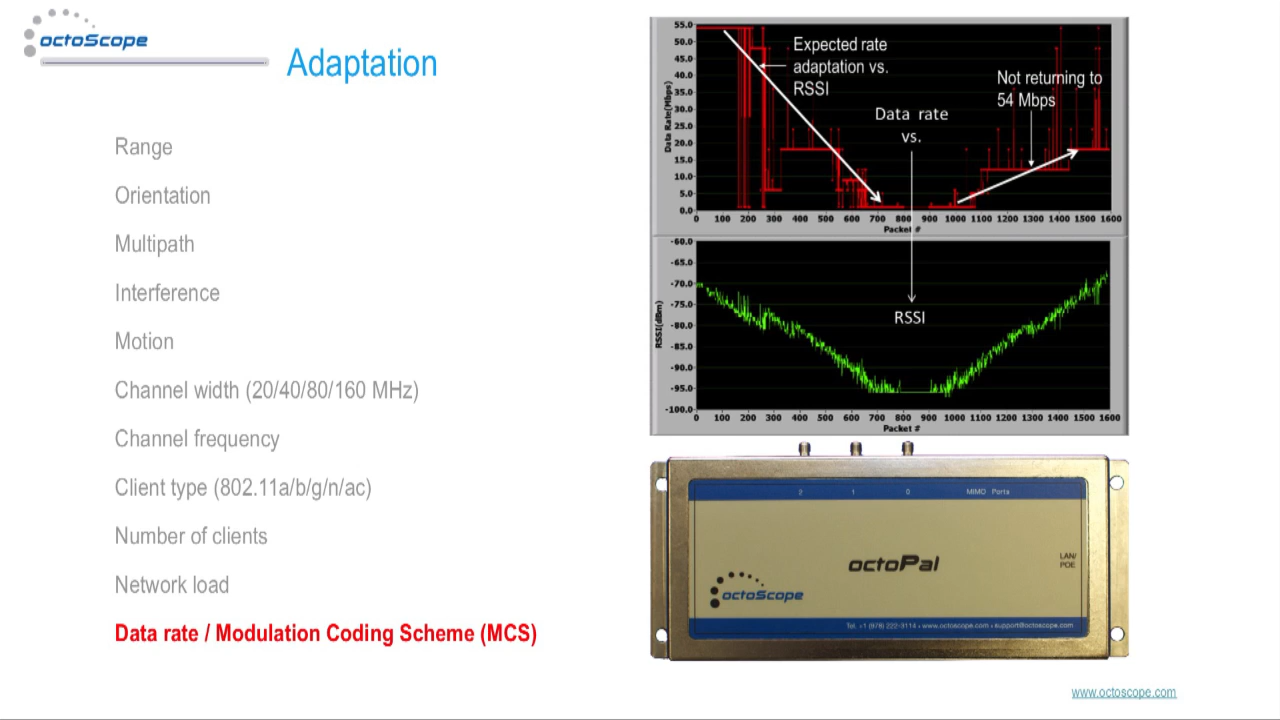 octoScope
Adaptation
Range
Orientation
Multipath
Interference
Motion
Channel width (20/40/80/160 MHz)
Channel frequency
Client type (802.11a/b/g/n/ac)
Number of clients
Network load
Data rate / Modulation Coding Scheme (MCS)
Data Rate(Mbps)
55.0
50.0
45.0
40.0
35.0
30.0
25.0
20.0
15.0
10.0
5.0
0.0
Expected rate
adaptation vs.
RSSI
Not returning to
54 Mbps
Data rate
vs.
0 100 200 300 400 500 600 700 800 900 1000 1100 1200 1300 1400 1500 1600
Packet #
RSSI(dBm)
-60.0
-65.0
-70.0
-75.0
-80.0
-85.0
-90.0
-95.0
-100.0
RSSI
0 100 200 300 400 500 600 700 800 900 1000 1100 1200 1300 1400 1500 1600
Packet #
2 1 0 MIMO Ports
octoPal
LAN/
POE
octoScope
Tel. +1 (978) 222-3114 • www.octoscope.com • support@octoscope.com
www.octoscope.com